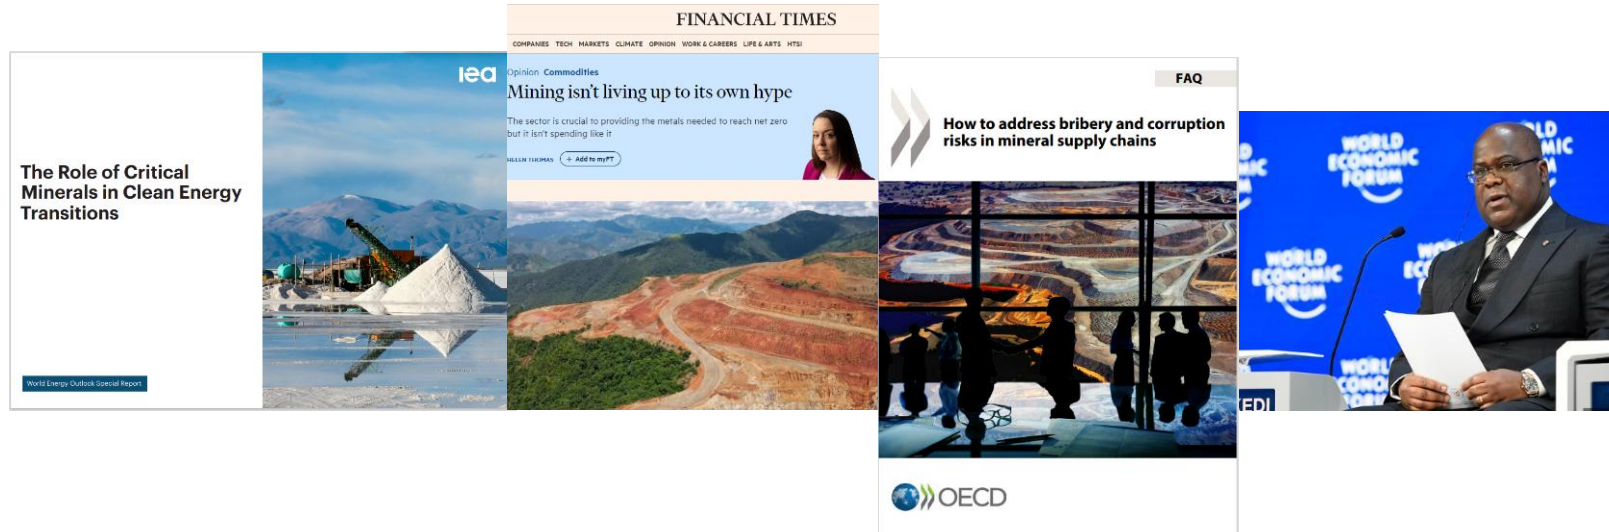 iea
The Role of Critical
Minerals in Clean Energy
Transitions
World Energy Outlook Special Report
FINANCIAL TIMES
COMPANIES TECH MARKETS CLIMATE OPINION WORK & CAREERS LIFE & ARTS HTSI
Opinion Commodities
Mining isn't living up to its own hype
The sector is crucial to providing the metals needed to reach net zero
but it isn't spending like it
HELEN THOMAS + Add to myFT
FAQ
How to address bribery and corruption
risks in mineral supply chains
OECD
WORLD
ECONOMIC
FORUM
WORLD
ECONOMIC
FORUM